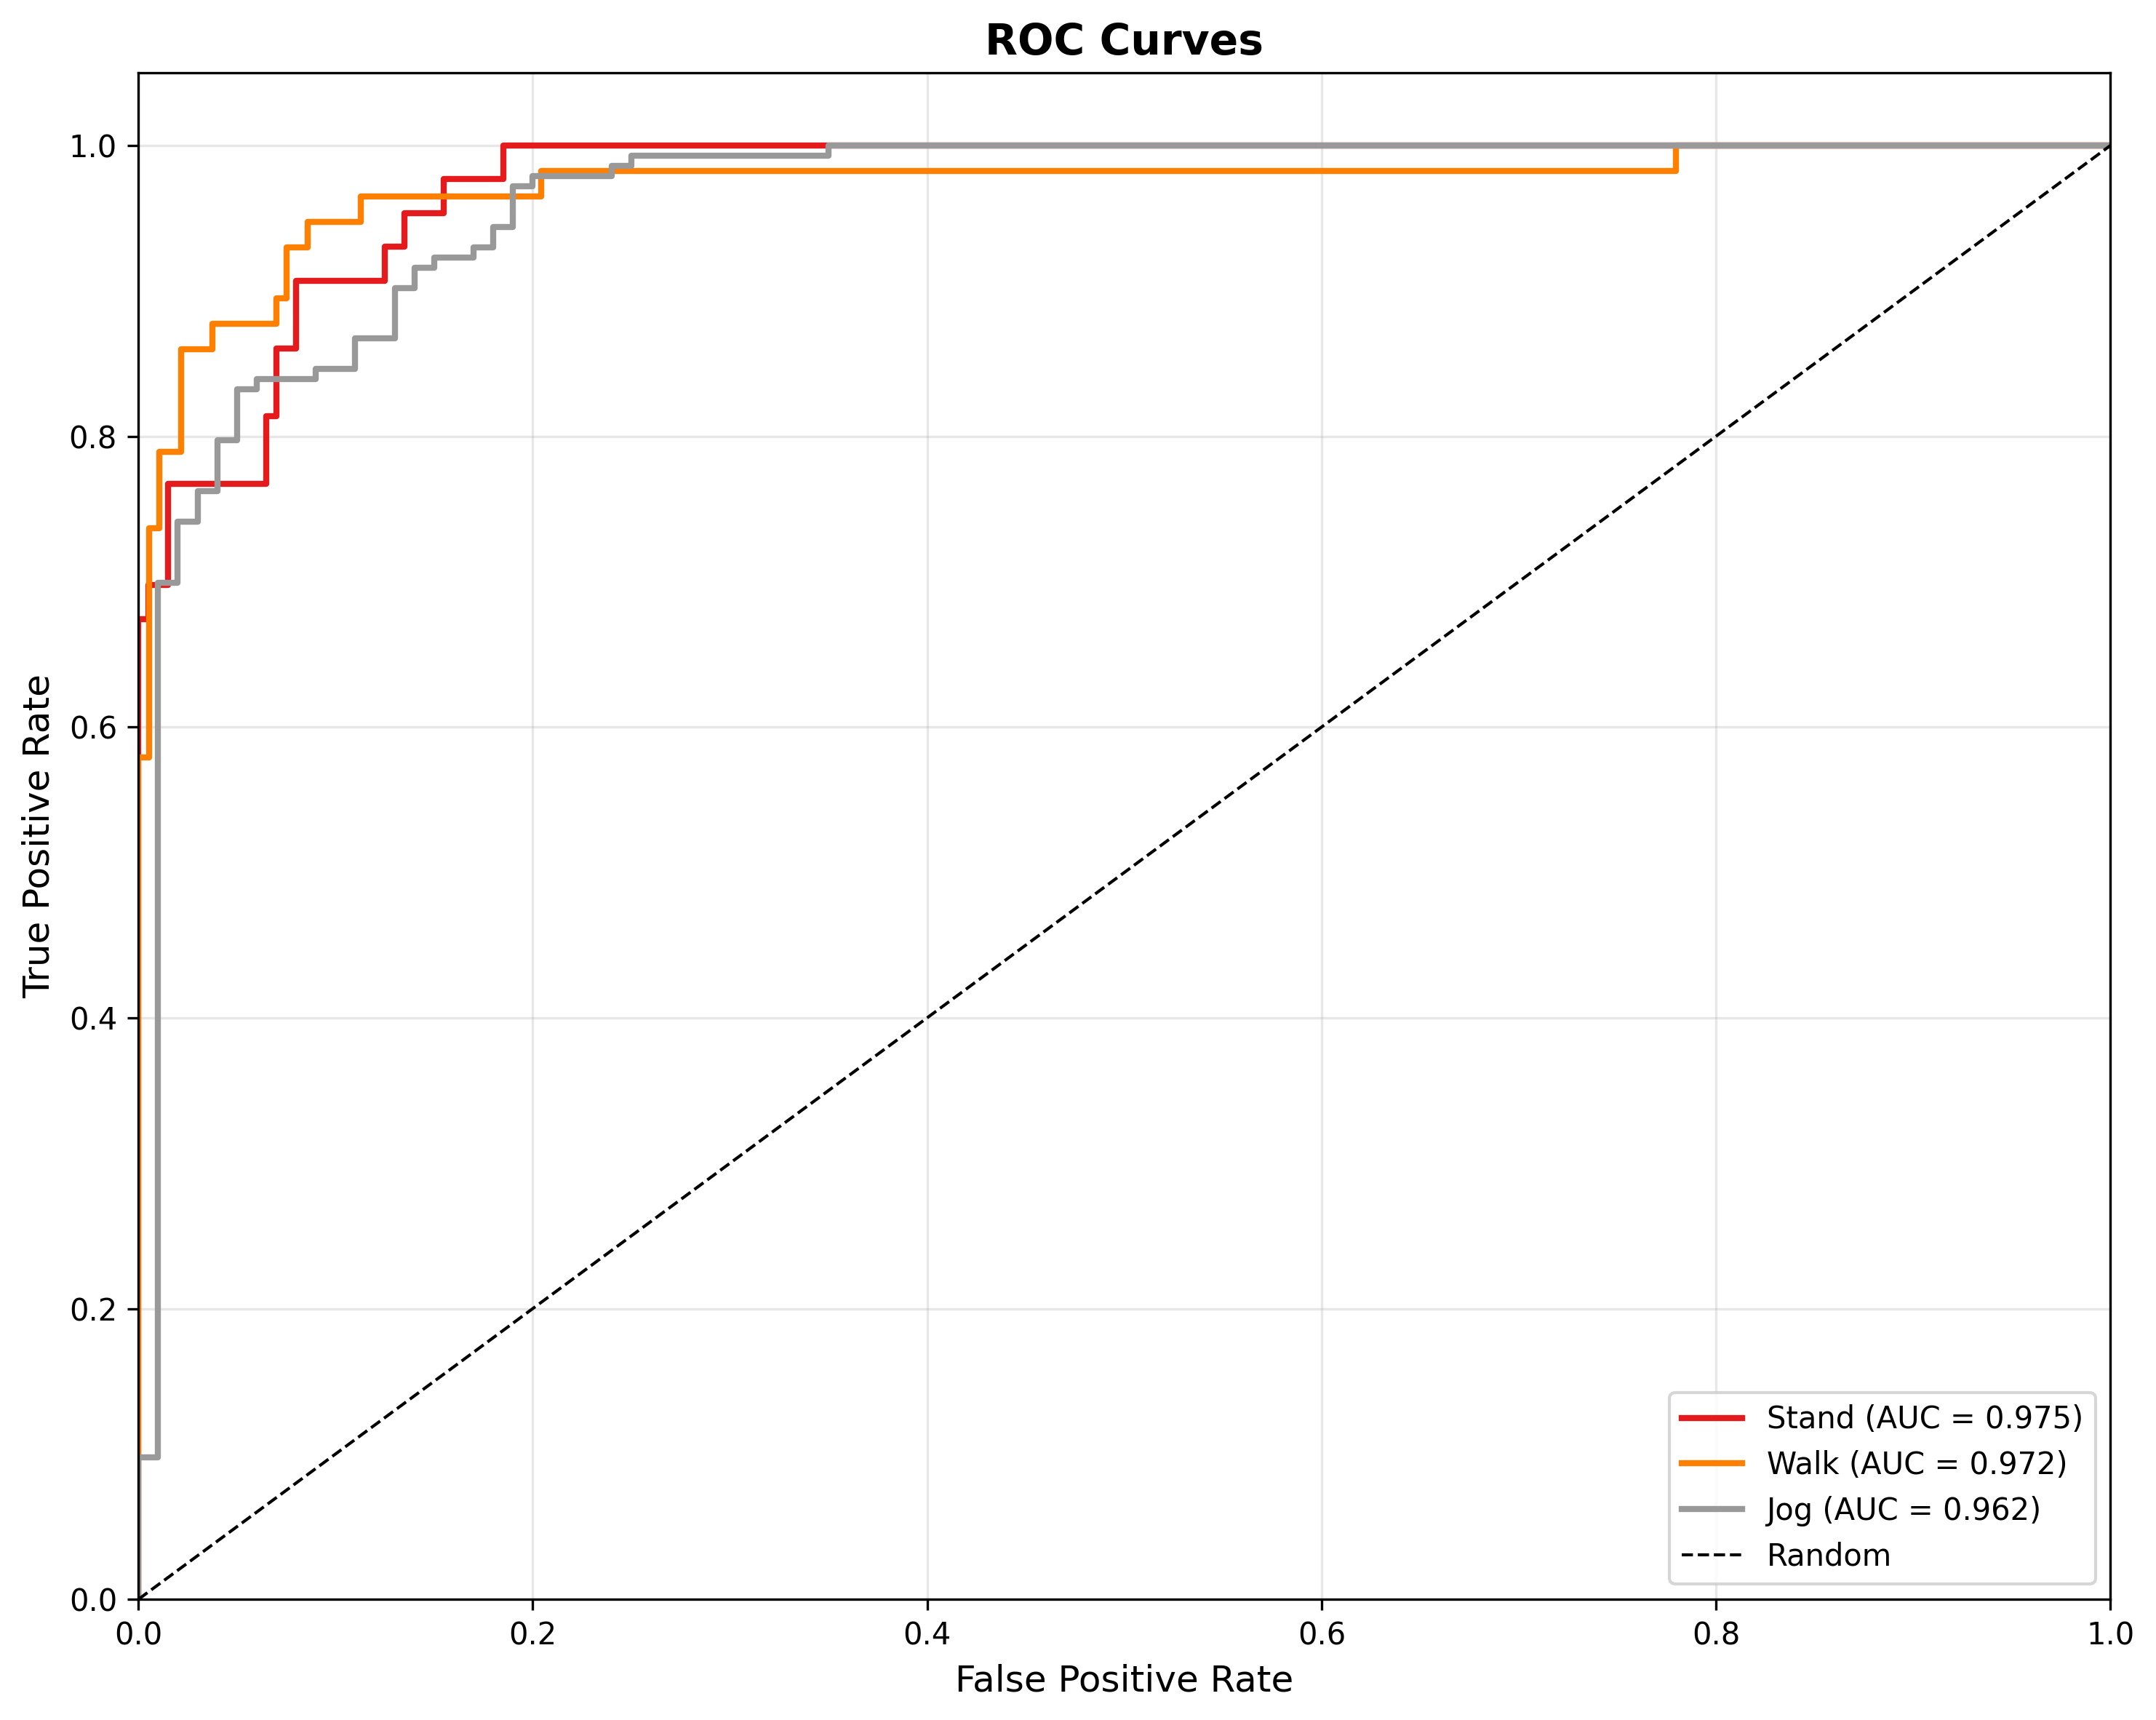 ROC Curves
1.0
0.8
0.6
0.4
0.2
0.0
True Positive Rate
0.0 0.2 0.4 0.6 0.8 1.0
False Positive Rate
Stand (AUC = 0.975)
Walk (AUC = 0.972)
Jog (AUC = 0.962)
Random